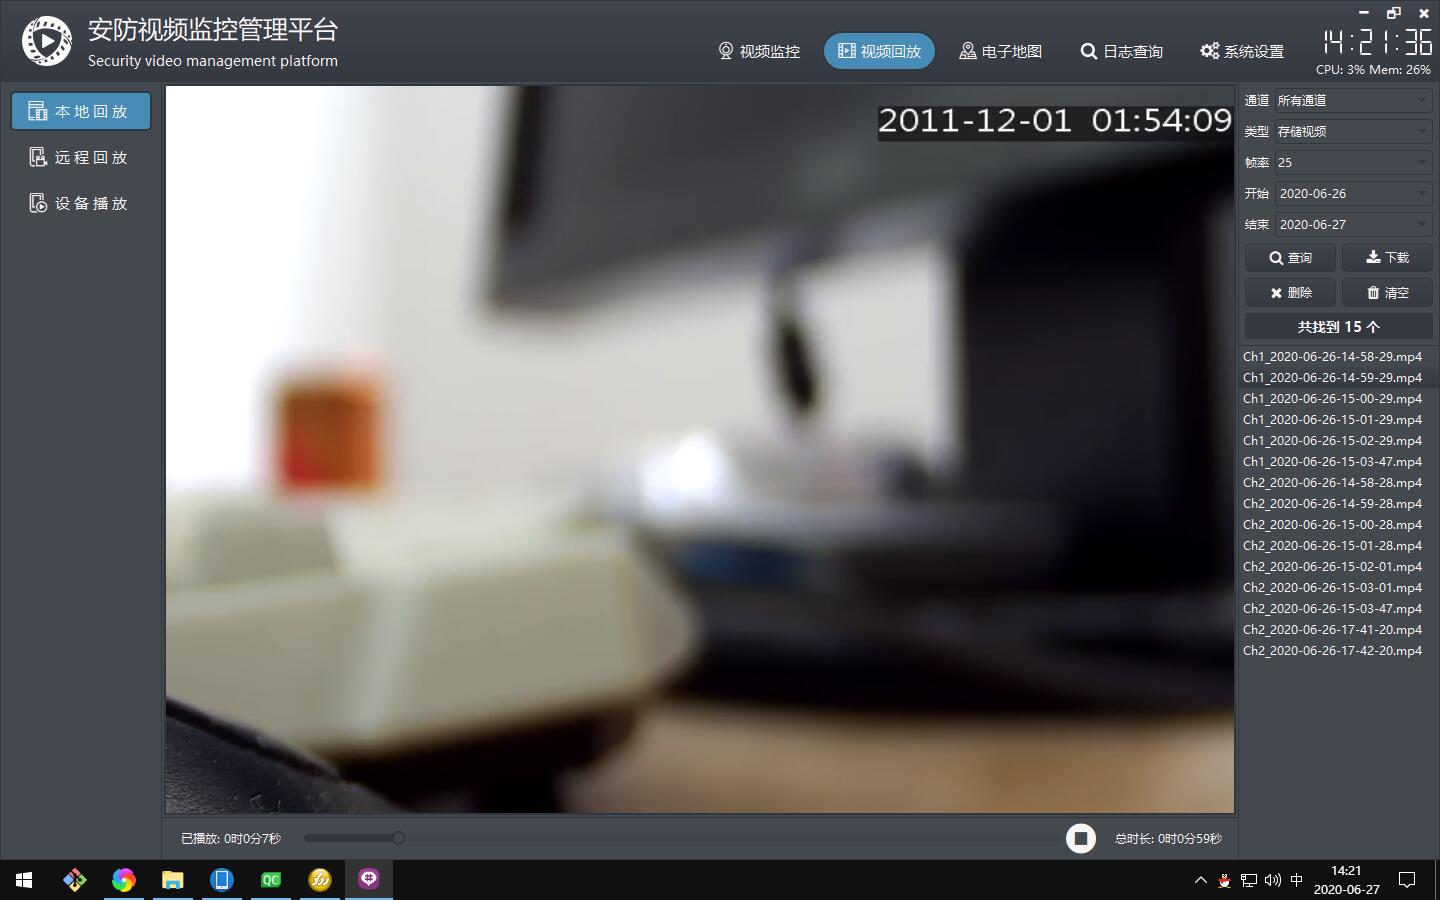 安防视频监控管理平台
Security video management platform
视频监控
视频回放
电子地图
日志查询
系统设置
14:21:36
CPU: 3% Mem: 26%
本地回放
远程回放
设备播放
2011-12-01 01:54:09
通道 所有通道
类型 存储视频
帧率 25
开始 2020-06-26
结束 2020-06-27
查询 下载
删除 清空
共找到 15 个
Ch1_2020-06-26-14-58-29.mp4
Ch1_2020-06-26-14-59-29.mp4
Ch1_2020-06-26-15-00-29.mp4
Ch1_2020-06-26-15-01-29.mp4
Ch1_2020-06-26-15-02-29.mp4
Ch1_2020-06-26-15-03-47.mp4
Ch2_2020-06-26-14-58-28.mp4
Ch2_2020-06-26-14-59-28.mp4
Ch2_2020-06-26-15-00-28.mp4
Ch2_2020-06-26-15-01-28.mp4
Ch2_2020-06-26-15-02-01.mp4
Ch2_2020-06-26-15-03-01.mp4
Ch2_2020-06-26-15-03-47.mp4
Ch2_2020-06-26-17-41-20.mp4
Ch2_2020-06-26-17-42-20.mp4
已播放: 0时0分7秒
总时长: 0时0分59秒
QC
中
14:21
2020-06-27